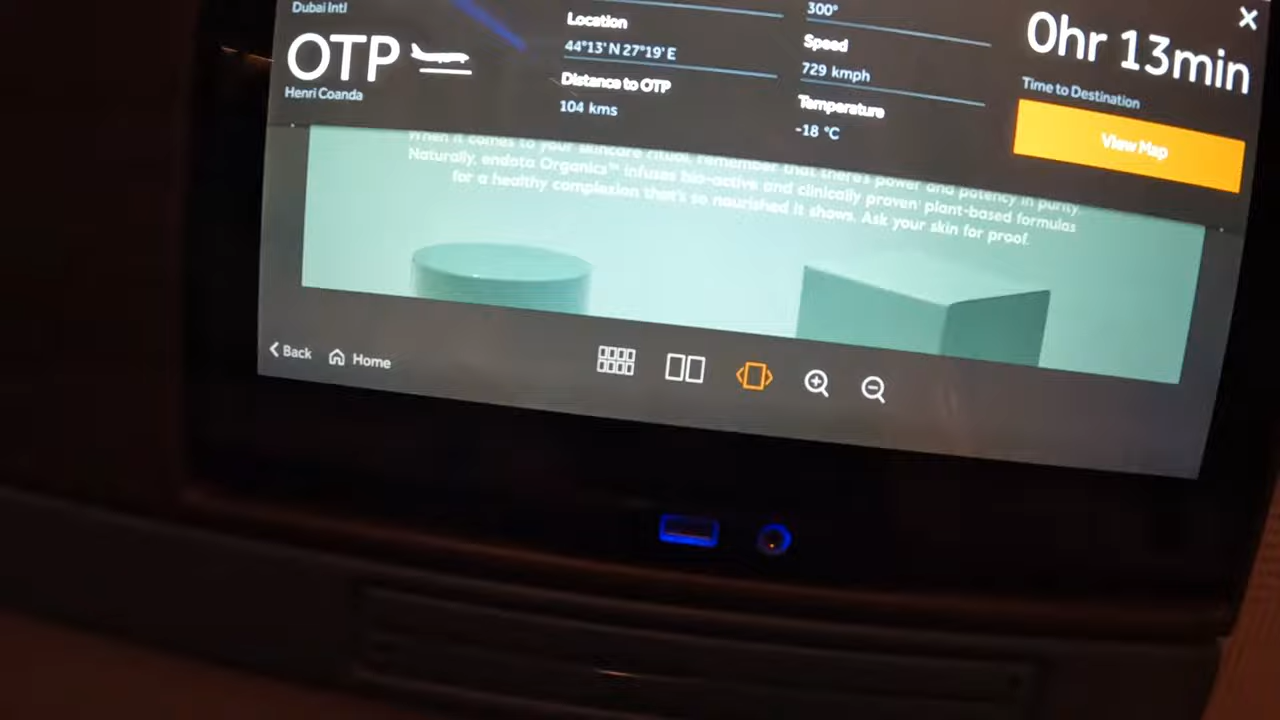 Dubai Intl
OTP
Henri Coanda
Location
44°13' N 27°19' E
Distance to OTP
104 kms
300°
Speed
729 kmph
Temperature
-18 °C
0hr 13min
Time to Destination
View Map
When it comes to your skincare ritual, remember that there's power and potency in purity.
Naturally, endota Organics™ infuses bio-active and clinically proven¹ plant-based formulas
for a healthy complexion that's so nourished it shows. Ask your skin for proof.
Back
Home